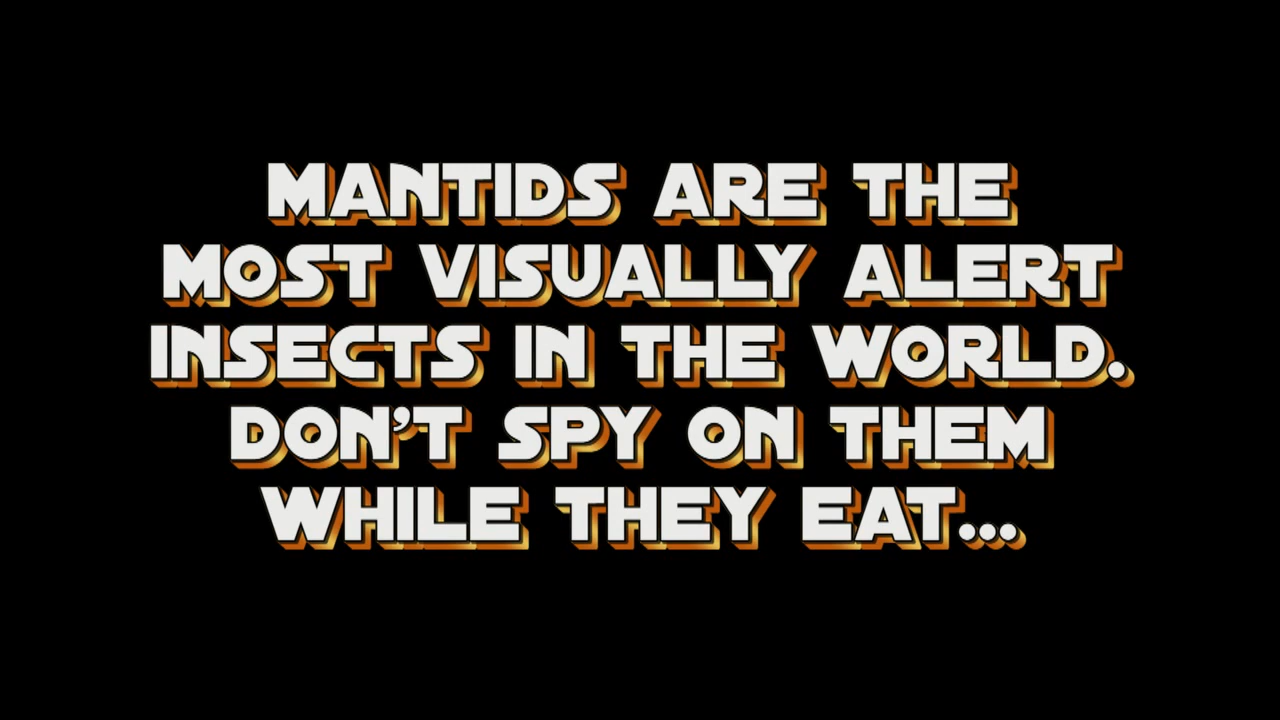 MANTIDS ARE THE
MOST VISUALLY ALERT
INSECTS IN THE WORLD.
DON’T SPY ON THEM
WHILE THEY EAT...